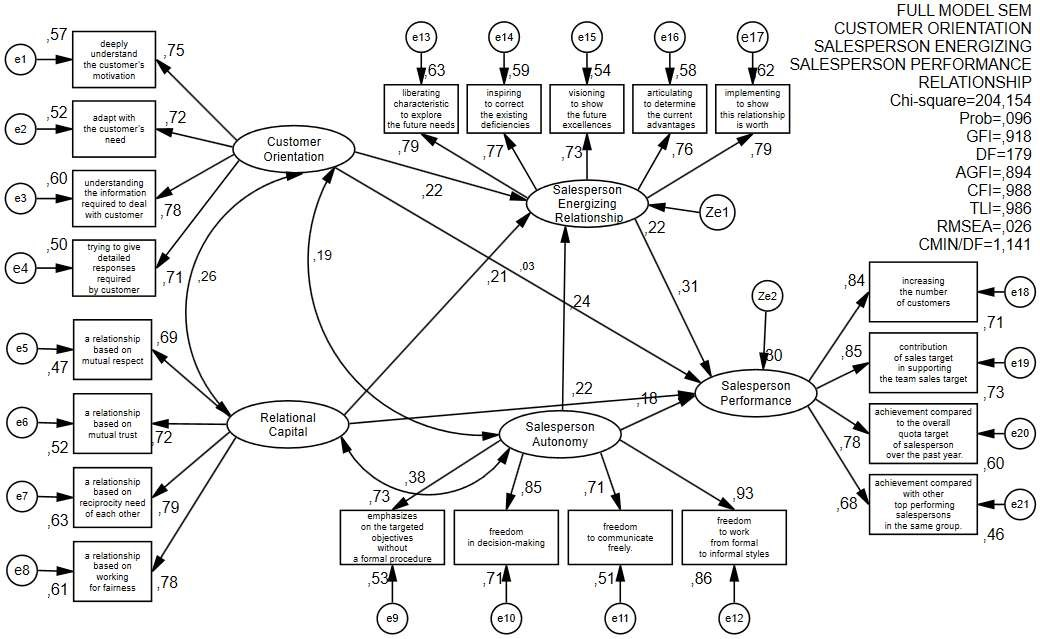 FULL MODEL SEM
CUSTOMER ORIENTATION
SALESPERSON ENERGIZING
SALESPERSON PERFORMANCE
RELATIONSHIP
Chi-square=204,154
Prob=,096
GFI=,918
DF=179
AGFI=,894
CFI=,988
TLI=,986
RMSEA=,026
CMIN/DF=1,141
e13
e14
e15
e16
e17
,63
,59
,54
,58
,62
liberating
characteristic
to explore
the future needs
inspiring
to correct
the existing
deficiencies
visioning
to show
the future
excellences
articulating
to determine
the current
advantages
implementing
to show
this relationship
is worth
,79
,77
,73
,76
,79
e1
,57
deeply
understand
the customer's
motivation
,75
e2
,52
adapt with
the customer's
need
,72
e3
,60
understanding
the information
required to deal
with customer
,78
e4
,50
trying to give
detailed
responses
required
by customer
,71
Customer
Orientation
,22
Salesperson
Energizing
Relationship
,22
Ze1
,26
,19
,21
,03
,24
,31
Ze2
,30
e5
,47
a relationship
based on
mutual respect
,69
e6
,52
a relationship
based on
mutual trust
,72
e7
,63
a relationship
based on
reciprocity need
of each other
,79
e8
,61
a relationship
based on
working
for fairness
,78
Relational
Capital
,22
,18
,38
Salesperson
Autonomy
Salesperson
Performance
,84
increasing
the number
of customers
e18
,71
,85
contribution
of sales target
in supporting
the team sales target
e19
,73
,78
achievement compared
to the overall
quota target
of salesperson
over the past year.
e20
,60
,68
achievement compared
with other
top performing
salespersons
in the same group.
e21
,46
,73
,85
,71
,93
emphasizes
on the targeted
objectives
without
a formal procedure
freedom
in decision-making
freedom
to communicate
freely.
freedom
to work
from formal
to informal styles
,53
,71
,51
,86
e9
e10
e11
e12